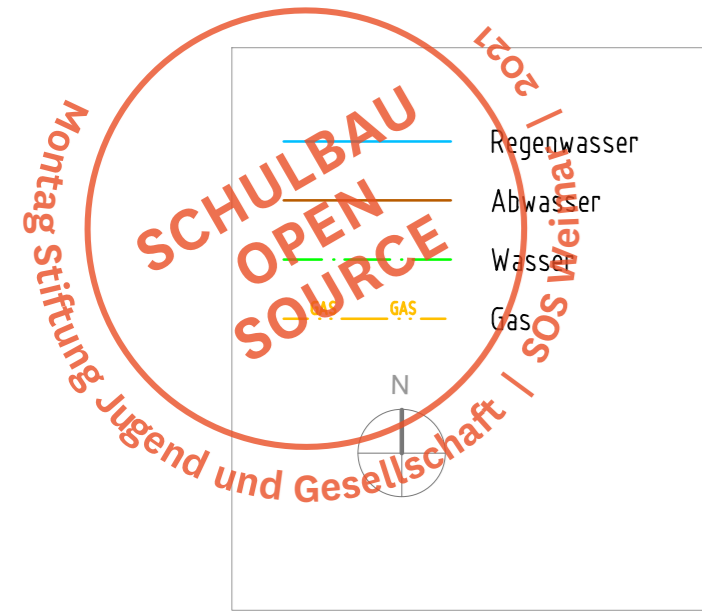 SCHULBAU
OPEN
SOURCE
Montag Stiftung Jugend und Gesellschaft | SOS Weimar | 2021
Regenwasser
Abwasser
Wasser
GAS GAS
Gas
N